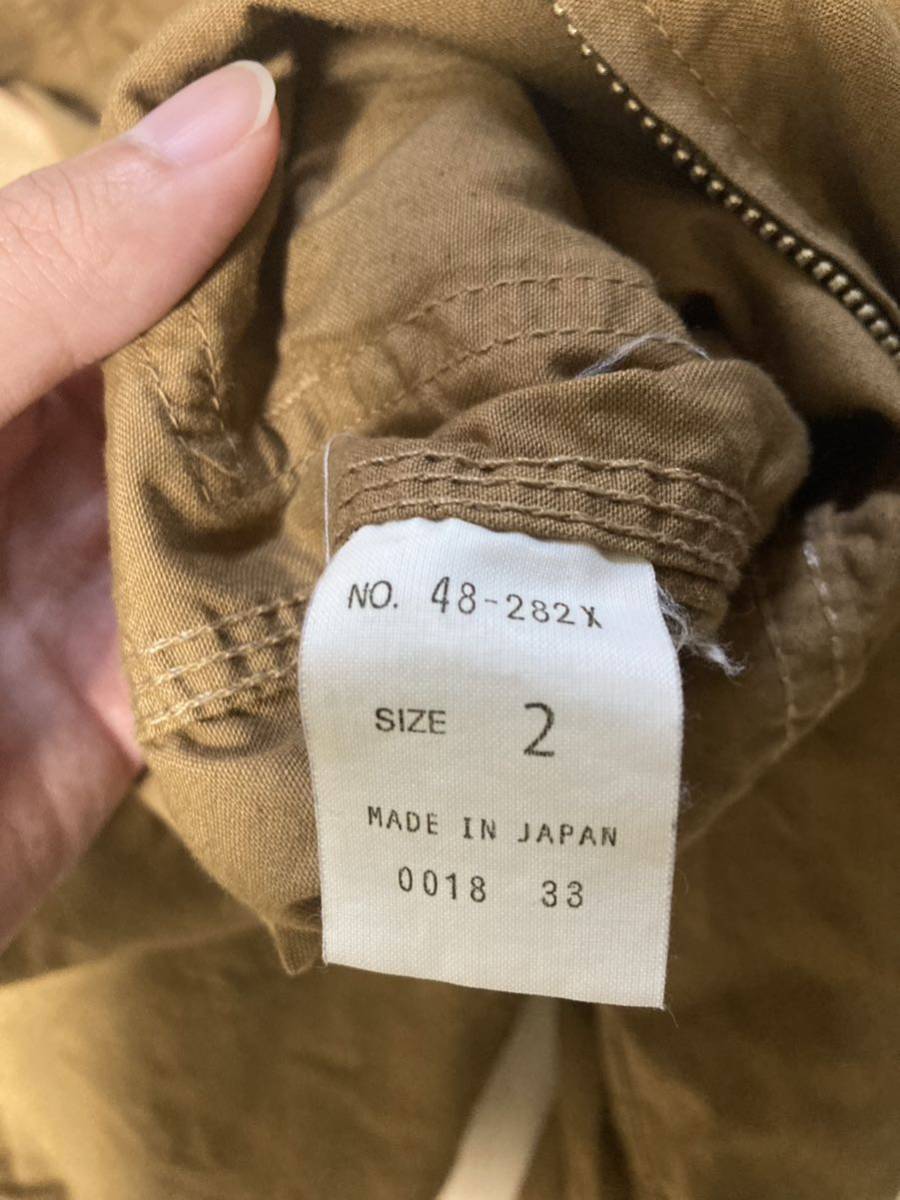 NO. 48-282X
SIZE 2
MADE IN JAPAN
0018 33